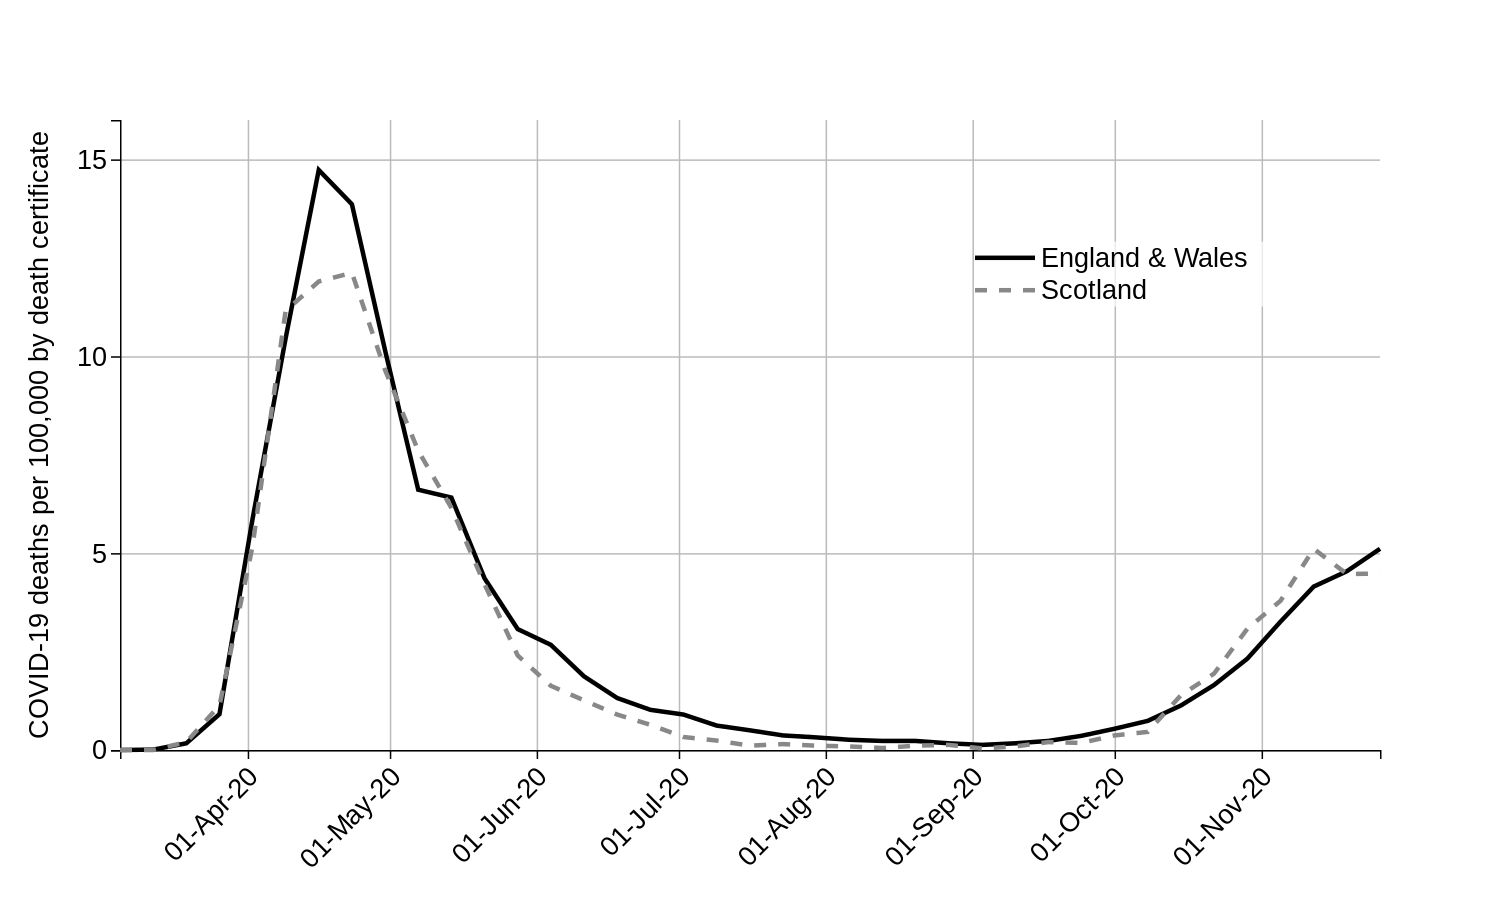 COVID-19 deaths per 100,000 by death certificate
15
10
5
0
England & Wales
Scotland
01-Apr-20
01-May-20
01-Jun-20
01-Jul-20
01-Aug-20
01-Sep-20
01-Oct-20
01-Nov-20